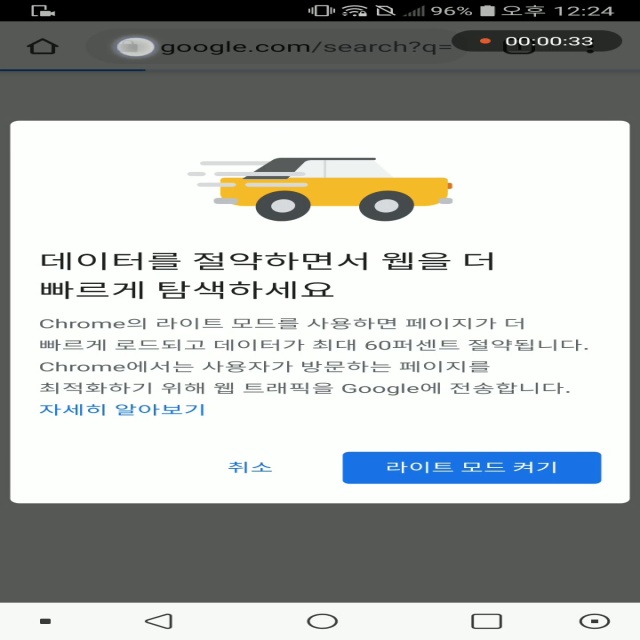 96% 오후 12:24
google.com/search?q=
00:00:33
데이터를 절약하면서 웹을 더
빠르게 탐색하세요
Chrome의 라이트 모드를 사용하면 페이지가 더
빠르게 로드되고 데이터가 최대 60퍼센트 절약됩니다.
Chrome에서는 사용자가 방문하는 페이지를
최적화하기 위해 웹 트래픽을 Google에 전송합니다.
자세히 알아보기
취소
라이트 모드 켜기